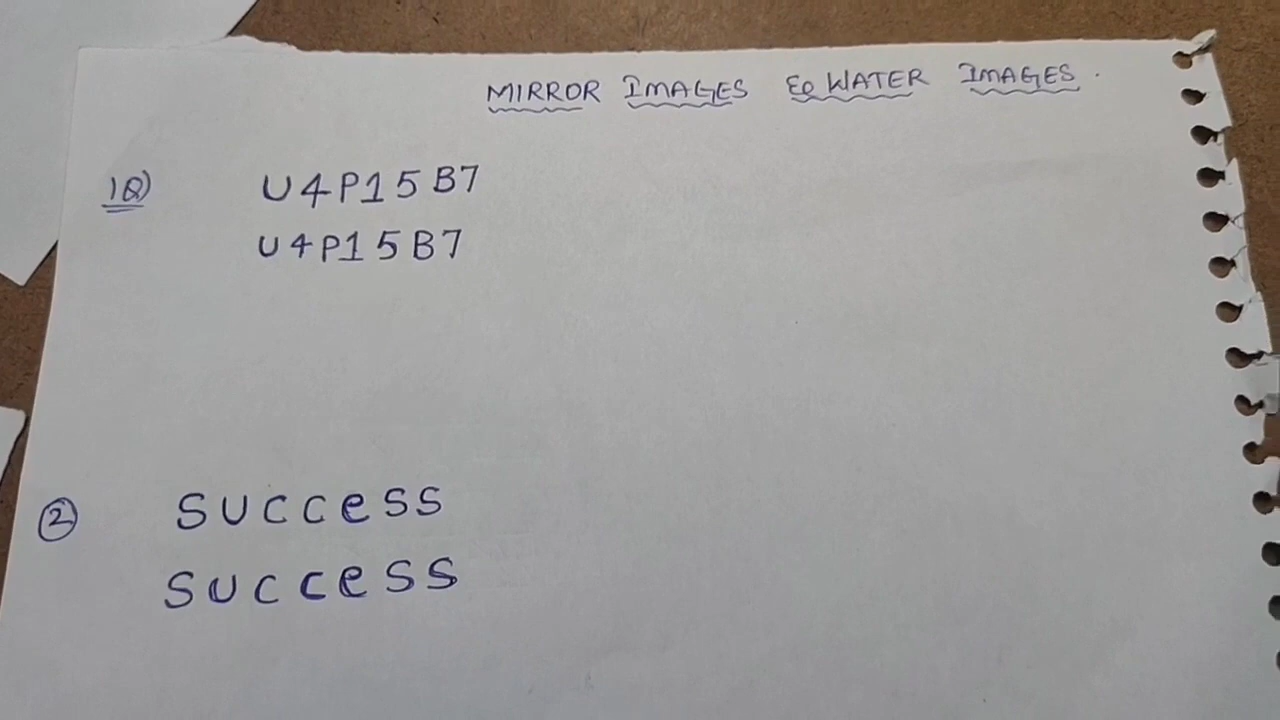 MIRROR IMAGES & WATER IMAGES.
1Q) U4P15B7
U4P15B7
2 success
success